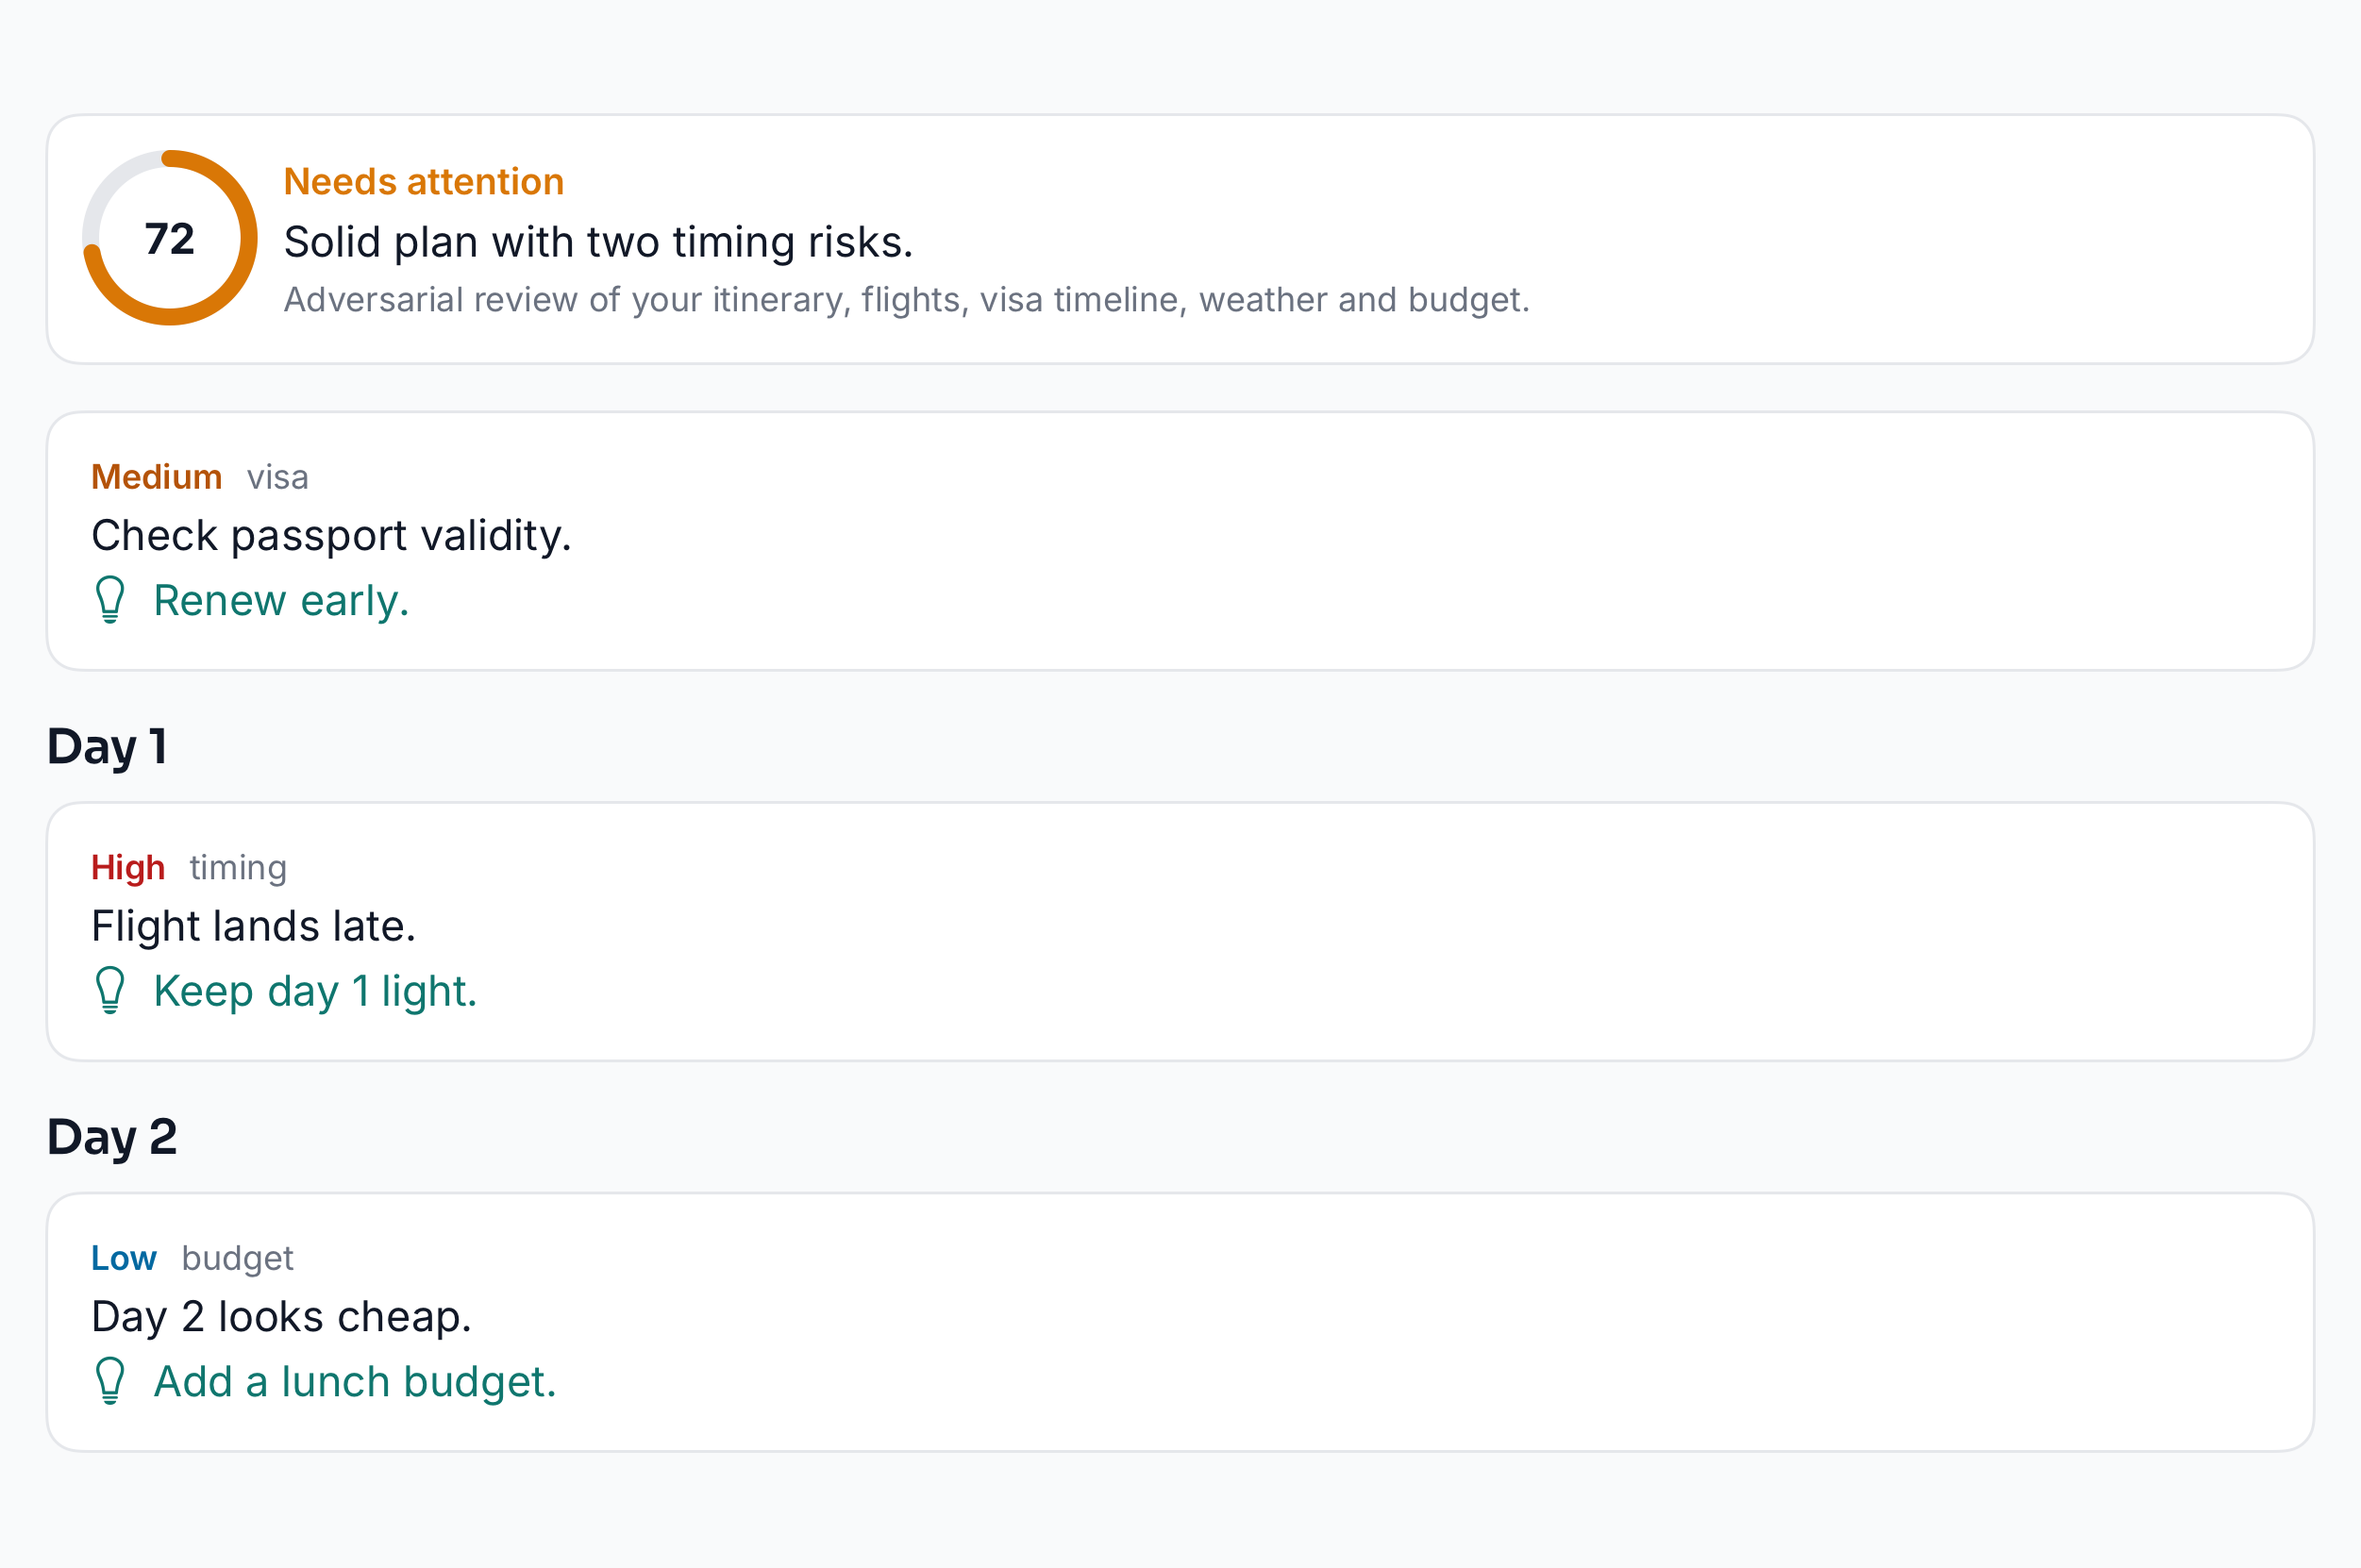 72
Needs attention
Solid plan with two timing risks.
Adversarial review of your itinerary, flights, visa timeline, weather and budget.
Medium visa
Check passport validity.
Renew early.
Day 1
High timing
Flight lands late.
Keep day 1 light.
Day 2
Low budget
Day 2 looks cheap.
Add a lunch budget.